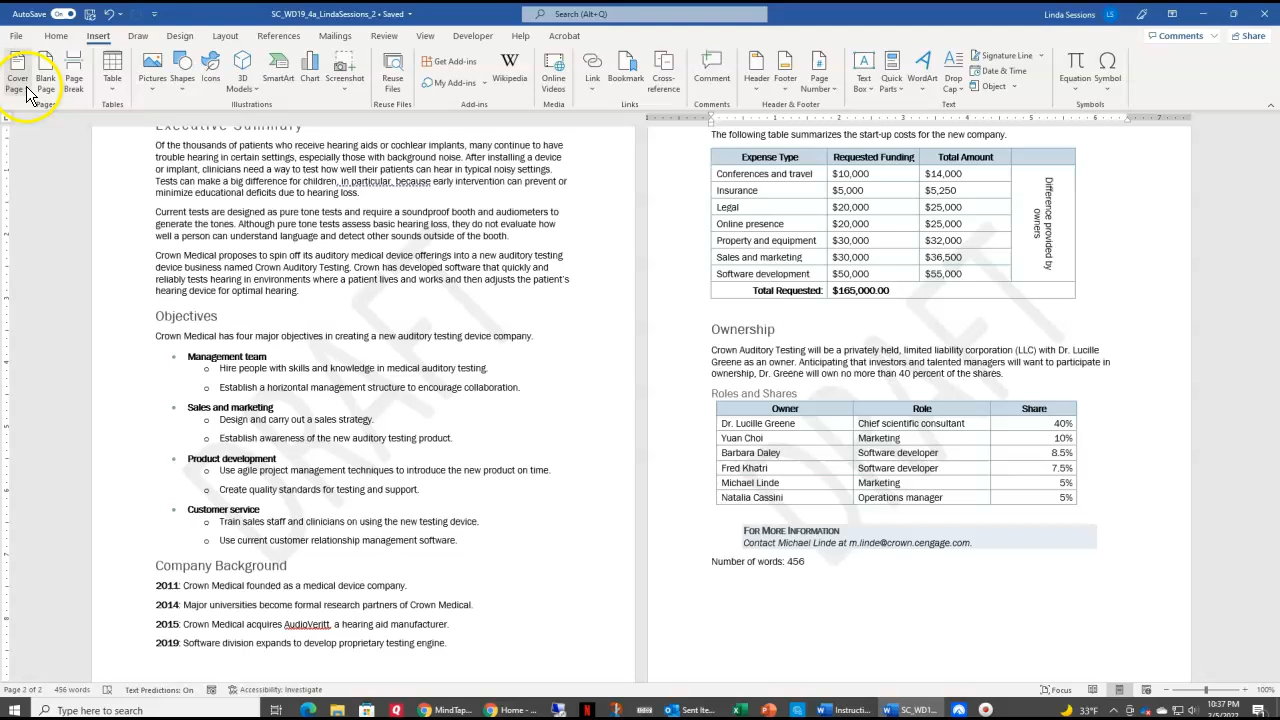 AutoSave On SC_WD19_4a_LindaSessions_2 • Saved Search (Alt+Q) Linda Sessions LS
File Home Insert Draw Design Layout References Mailings Review View Developer Help Acrobat Comments Share
Cover Page Blank Page Page Break Table Pictures Shapes Icons 3D Models SmartArt Chart Screenshot Reuse Files Get Add-ins My Add-ins Wikipedia Online Videos Link Bookmark Cross-reference Comment Header Footer Page Number Text Box Quick Parts WordArt Drop Cap Signature Line Date & Time Object Equation Symbol
Pages Tables Illustrations Reuse Files Add-ins Media Links Comments Header & Footer Text Symbols
Executive Summary
Of the thousands of patients who receive hearing aids or cochlear implants, many continue to have
trouble hearing in certain settings, especially those with background noise. After installing a device
or implant, clinicians need a way to test how well their patients can hear in typical noisy settings.
Tests can make a big difference for children, in particular, because early intervention can prevent or
minimize educational deficits due to hearing loss.
Current tests are designed as pure tone tests and require a soundproof booth and audiometers to
generate the tones. Although pure tone tests assess basic hearing loss, they do not evaluate how
well a person can understand language and detect other sounds outside of the booth.
Crown Medical proposes to spin off its auditory medical device offerings into a new auditory testing
device business named Crown Auditory Testing. Crown has developed software that quickly and
reliably tests hearing in environments where a patient lives and works and then adjusts the patient's
hearing device for optimal hearing.
Objectives
Crown Medical has four major objectives in creating a new auditory testing device company.
• Management team
o Hire people with skills and knowledge in medical auditory testing.
o Establish a horizontal management structure to encourage collaboration.
• Sales and marketing
o Design and carry out a sales strategy.
o Establish awareness of the new auditory testing product.
• Product development
o Use agile project management techniques to introduce the new product on time.
o Create quality standards for testing and support.
• Customer service
o Train sales staff and clinicians on using the new testing device.
o Use current customer relationship management software.
Company Background
2011: Crown Medical founded as a medical device company.
2014: Major universities become formal research partners of Crown Medical.
2015: Crown Medical acquires AudioVeritt, a hearing aid manufacturer.
2019: Software division expands to develop proprietary testing engine.
DRAFT
The following table summarizes the start-up costs for the new company.
Expense Type Requested Funding Total Amount
Conferences and travel $10,000 $14,000
Insurance $5,000 $5,250
Legal $20,000 $25,000
Online presence $20,000 $25,000
Property and equipment $30,000 $32,000
Sales and marketing $30,000 $36,500
Software development $50,000 $55,000
Difference provided by
owners
Total Requested: $165,000.00
Ownership
Crown Auditory Testing will be a privately held, limited liability corporation (LLC) with Dr. Lucille
Greene as an owner. Anticipating that investors and talented managers will want to participate in
ownership, Dr. Greene will own no more than 40 percent of the shares.
Roles and Shares
Owner Role Share
Dr. Lucille Greene Chief scientific consultant 40%
Yuan Choi Marketing 10%
Barbara Daley Software developer 8.5%
Fred Khatri Software developer 7.5%
Michael Linde Marketing 5%
Natalia Cassini Operations manager 5%
FOR MORE INFORMATION
Contact Michael Linde at m.linde@crown.cengage.com.
Number of words: 456
DRAFT
Page 2 of 2 456 words Text Predictions: On Accessibility: Investigate Focus 100%
Type here to search MindTap... Home - ... Sent Ite... Instructi... SC_WD1... 33°F 10:37 PM
2/5/2022